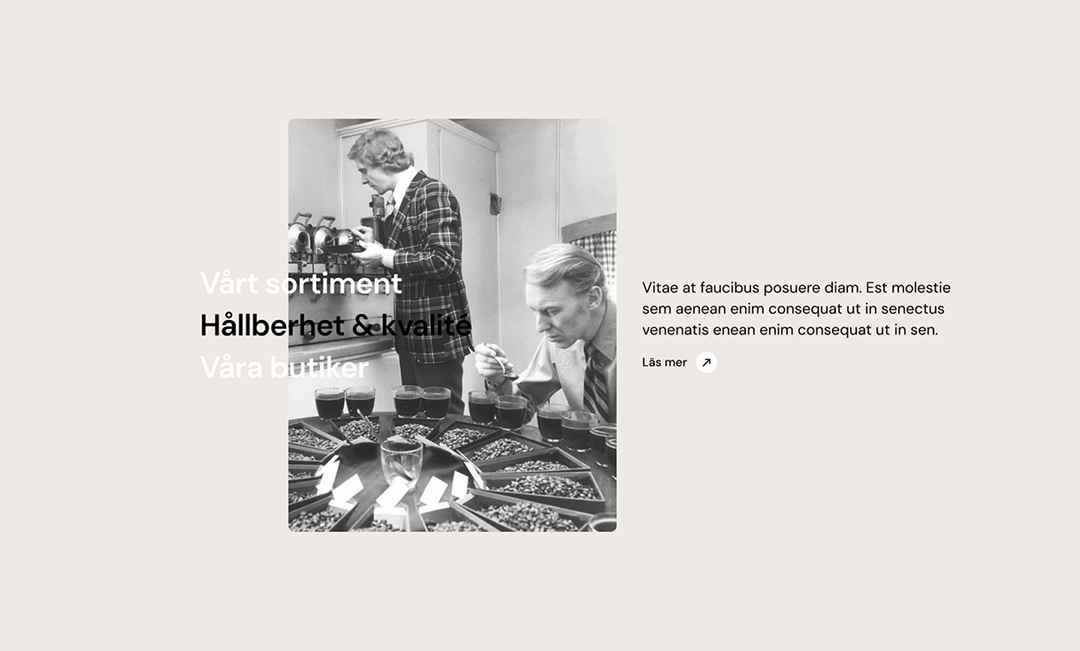 Vårt sortiment
Hållberhet & kvalité
Våra butiker
Vitae at faucibus posuere diam. Est molestie
sem aenean enim consequat ut in senectus
venenatis enean enim consequat ut in sen.
Läs mer